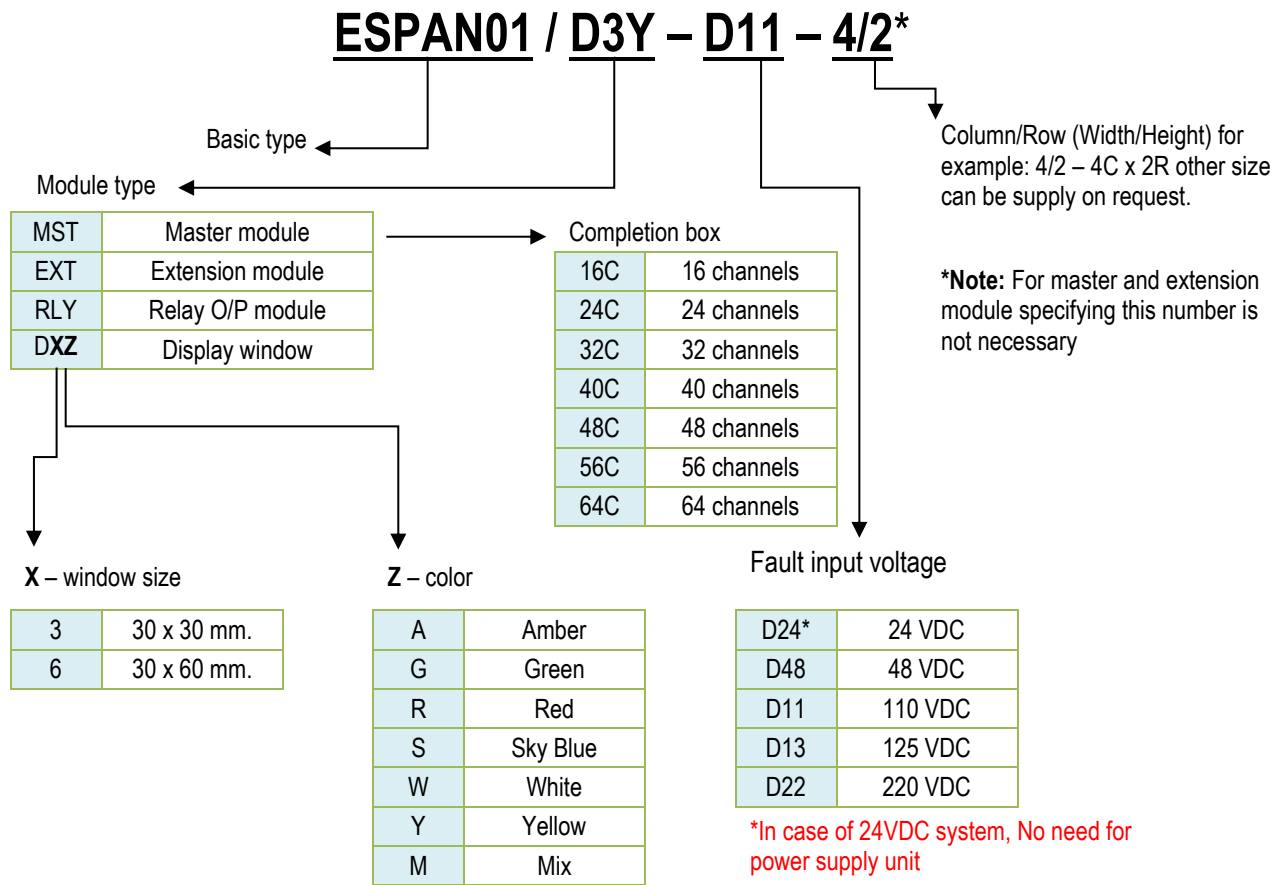 ESPAN01 / D3Y – D11 – 4/2*
Basic type
Column/Row (Width/Height) for
example: 4/2 – 4C x 2R other size
can be supply on request.
*Note: For master and extension
module specifying this number is
not necessary
Module type
MST Master module
EXT Extension module
RLY Relay O/P module
DXZ Display window
Completion box
16C 16 channels
24C 24 channels
32C 32 channels
40C 40 channels
48C 48 channels
56C 56 channels
64C 64 channels
X – window size
3 30 x 30 mm.
6 30 x 60 mm.
Z – color
A Amber
G Green
R Red
S Sky Blue
W White
Y Yellow
M Mix
Fault input voltage
D24* 24 VDC
D48 48 VDC
D11 110 VDC
D13 125 VDC
D22 220 VDC
*In case of 24VDC system, No need for
power supply unit